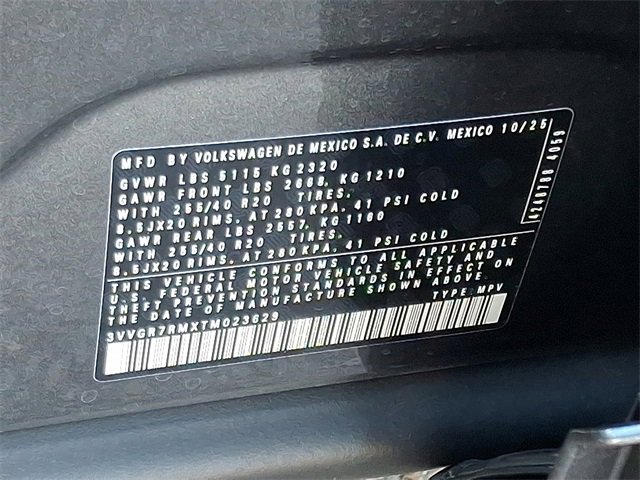 MFD BY VOLKSWAGEN DE MEXICO S.A. DE C.V. MEXICO 10/25
GVWR LBS 5115 KG 2320
GAWR FRONT LBS 2668, KG 1210
WITH 255/40 R20 TIRES.
8.5JX20 RIMS. AT 280 KPA, 41 PSI COLD
GAWR REAR LBS 2557, KG 1160
WITH 255/40 R20 TIRES.
8.5JX20 RIMS. AT 280 KPA, 41 PSI COLD
THIS VEHICLE CONFORMS TO ALL APPLICABLE
U.S. FEDERAL MOTOR VEHICLE SAFETY AND
THEFT PREVENTION STANDARDS IN EFFECT ON
THE DATE OF MANUFACTURE SHOWN ABOVE.
TYPE: MPV
3VVGR7RMXTM023629
4059